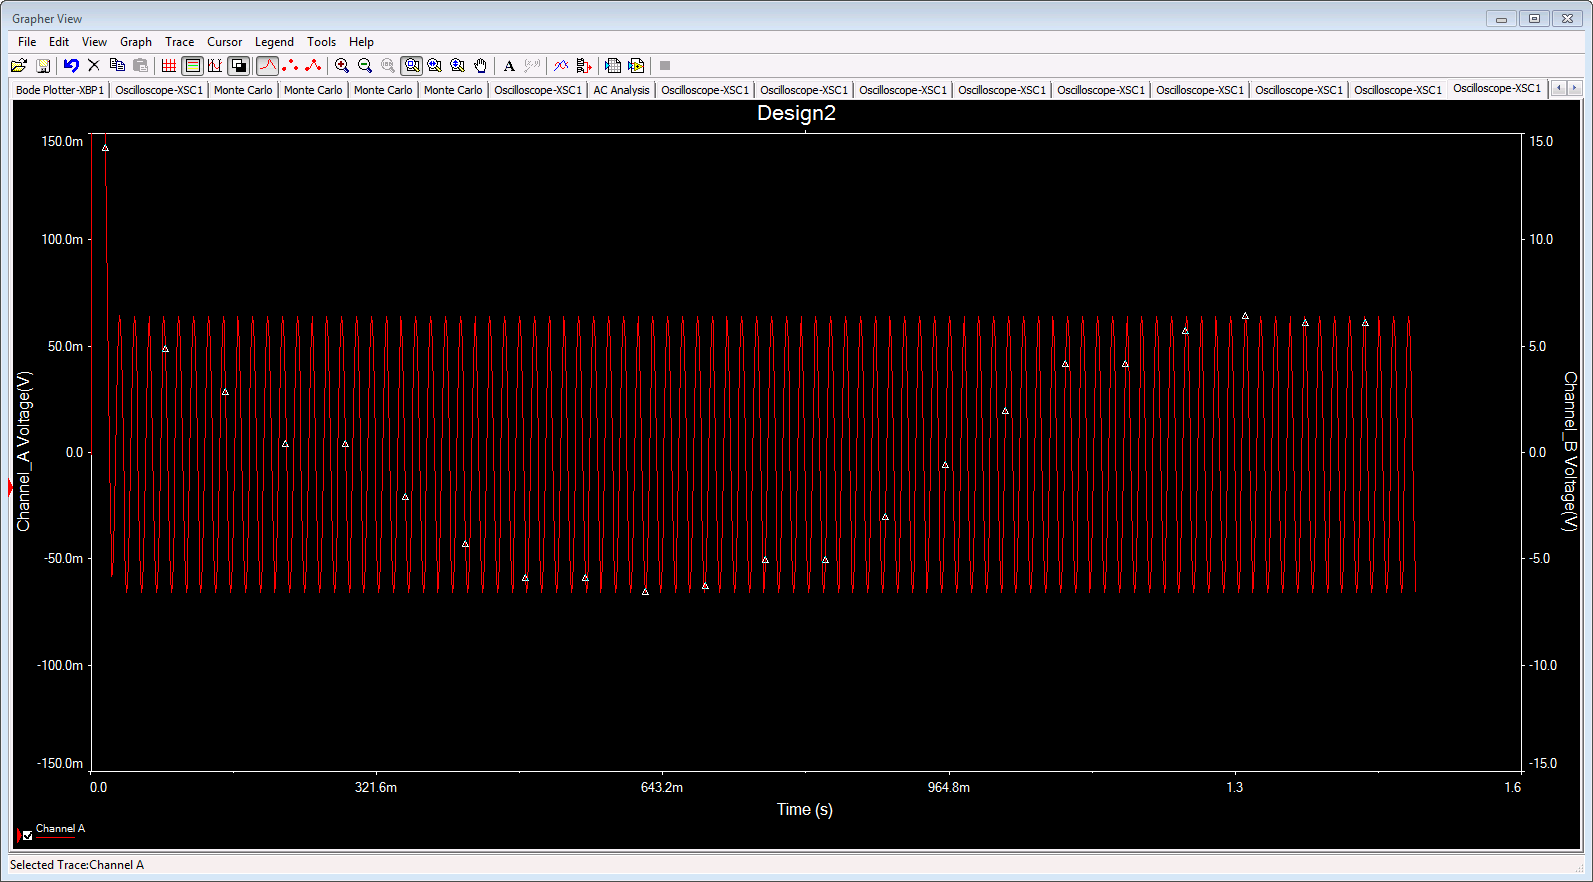 Grapher View
File Edit View Graph Trace Cursor Legend Tools Help
A
Bode Plotter-XBP1 Oscilloscope-XSC1 Monte Carlo Monte Carlo Monte Carlo Monte Carlo Oscilloscope-XSC1 AC Analysis Oscilloscope-XSC1 Oscilloscope-XSC1 Oscilloscope-XSC1 Oscilloscope-XSC1 Oscilloscope-XSC1 Oscilloscope-XSC1 Oscilloscope-XSC1 Oscilloscope-XSC1 Oscilloscope-XSC1
Design2
150.0m 15.0
100.0m 10.0
50.0m 5.0
0.0 0.0
-50.0m -5.0
-100.0m -10.0
-150.0m -15.0
Channel_A Voltage(V)
Channel_B Voltage(V)
0.0 321.6m 643.2m 964.8m 1.3 1.6
Time (s)
Channel A
Selected Trace:Channel A